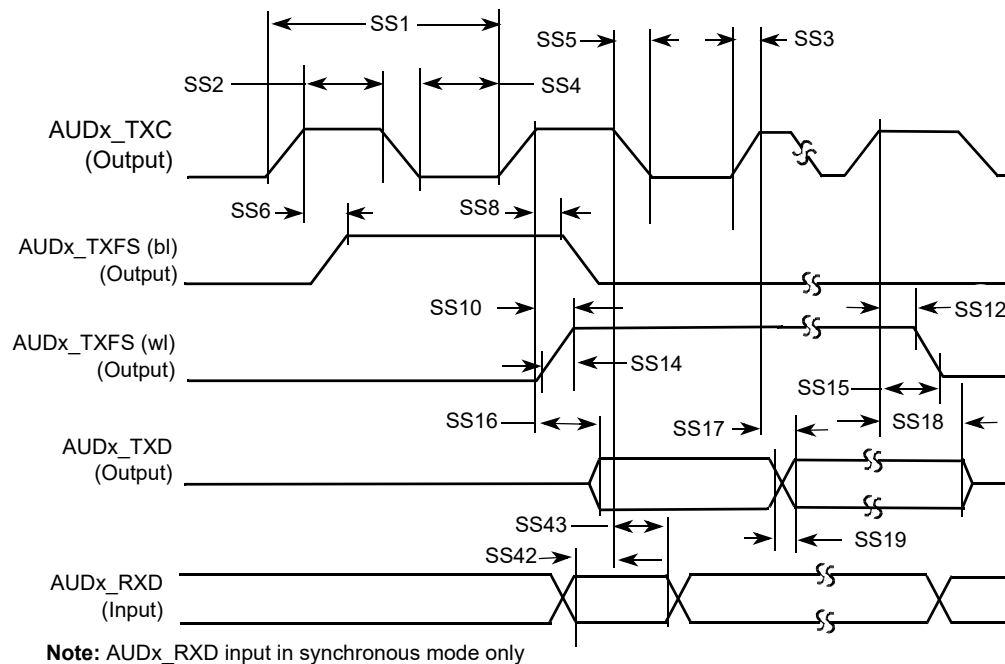 SS1
SS5
SS3
SS2
SS4
AUDx_TXC
(Output)
SS6
SS8
AUDx_TXFS (bl)
(Output)
SS10
SS12
AUDx_TXFS (wl)
(Output)
SS14
SS15
SS16
SS17
SS18
AUDx_TXD
(Output)
SS43
SS19
SS42
AUDx_RXD
(Input)
Note: AUDx_RXD input in synchronous mode only